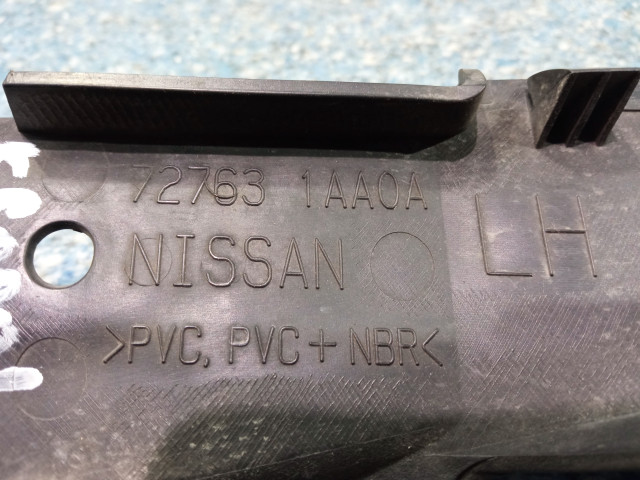 72763 1AA0A
NISSAN
LH
>PVC, PVC+NBR<